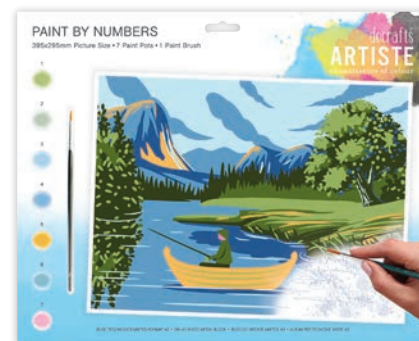 PAINT BY NUMBERS
395x295mm Picture Size • 7 Paint Pots • 1 Paint Brush
docrafts
ARTISTE
1
2
3
4
5
6
7